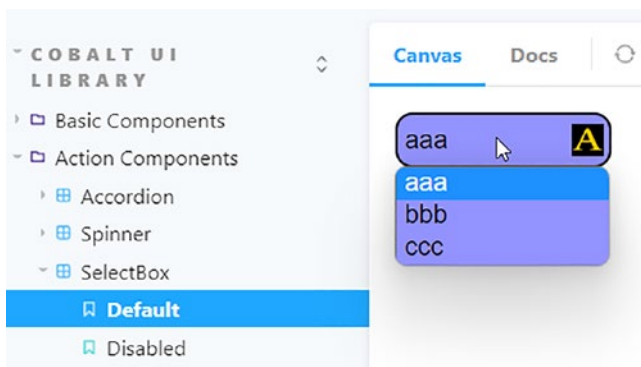 COBALT UI
LIBRARY
Basic Components
Action Components
Accordion
Spinner
SelectBox
Default
Disabled
Canvas Docs
aaa A
aaa
bbb
ccc